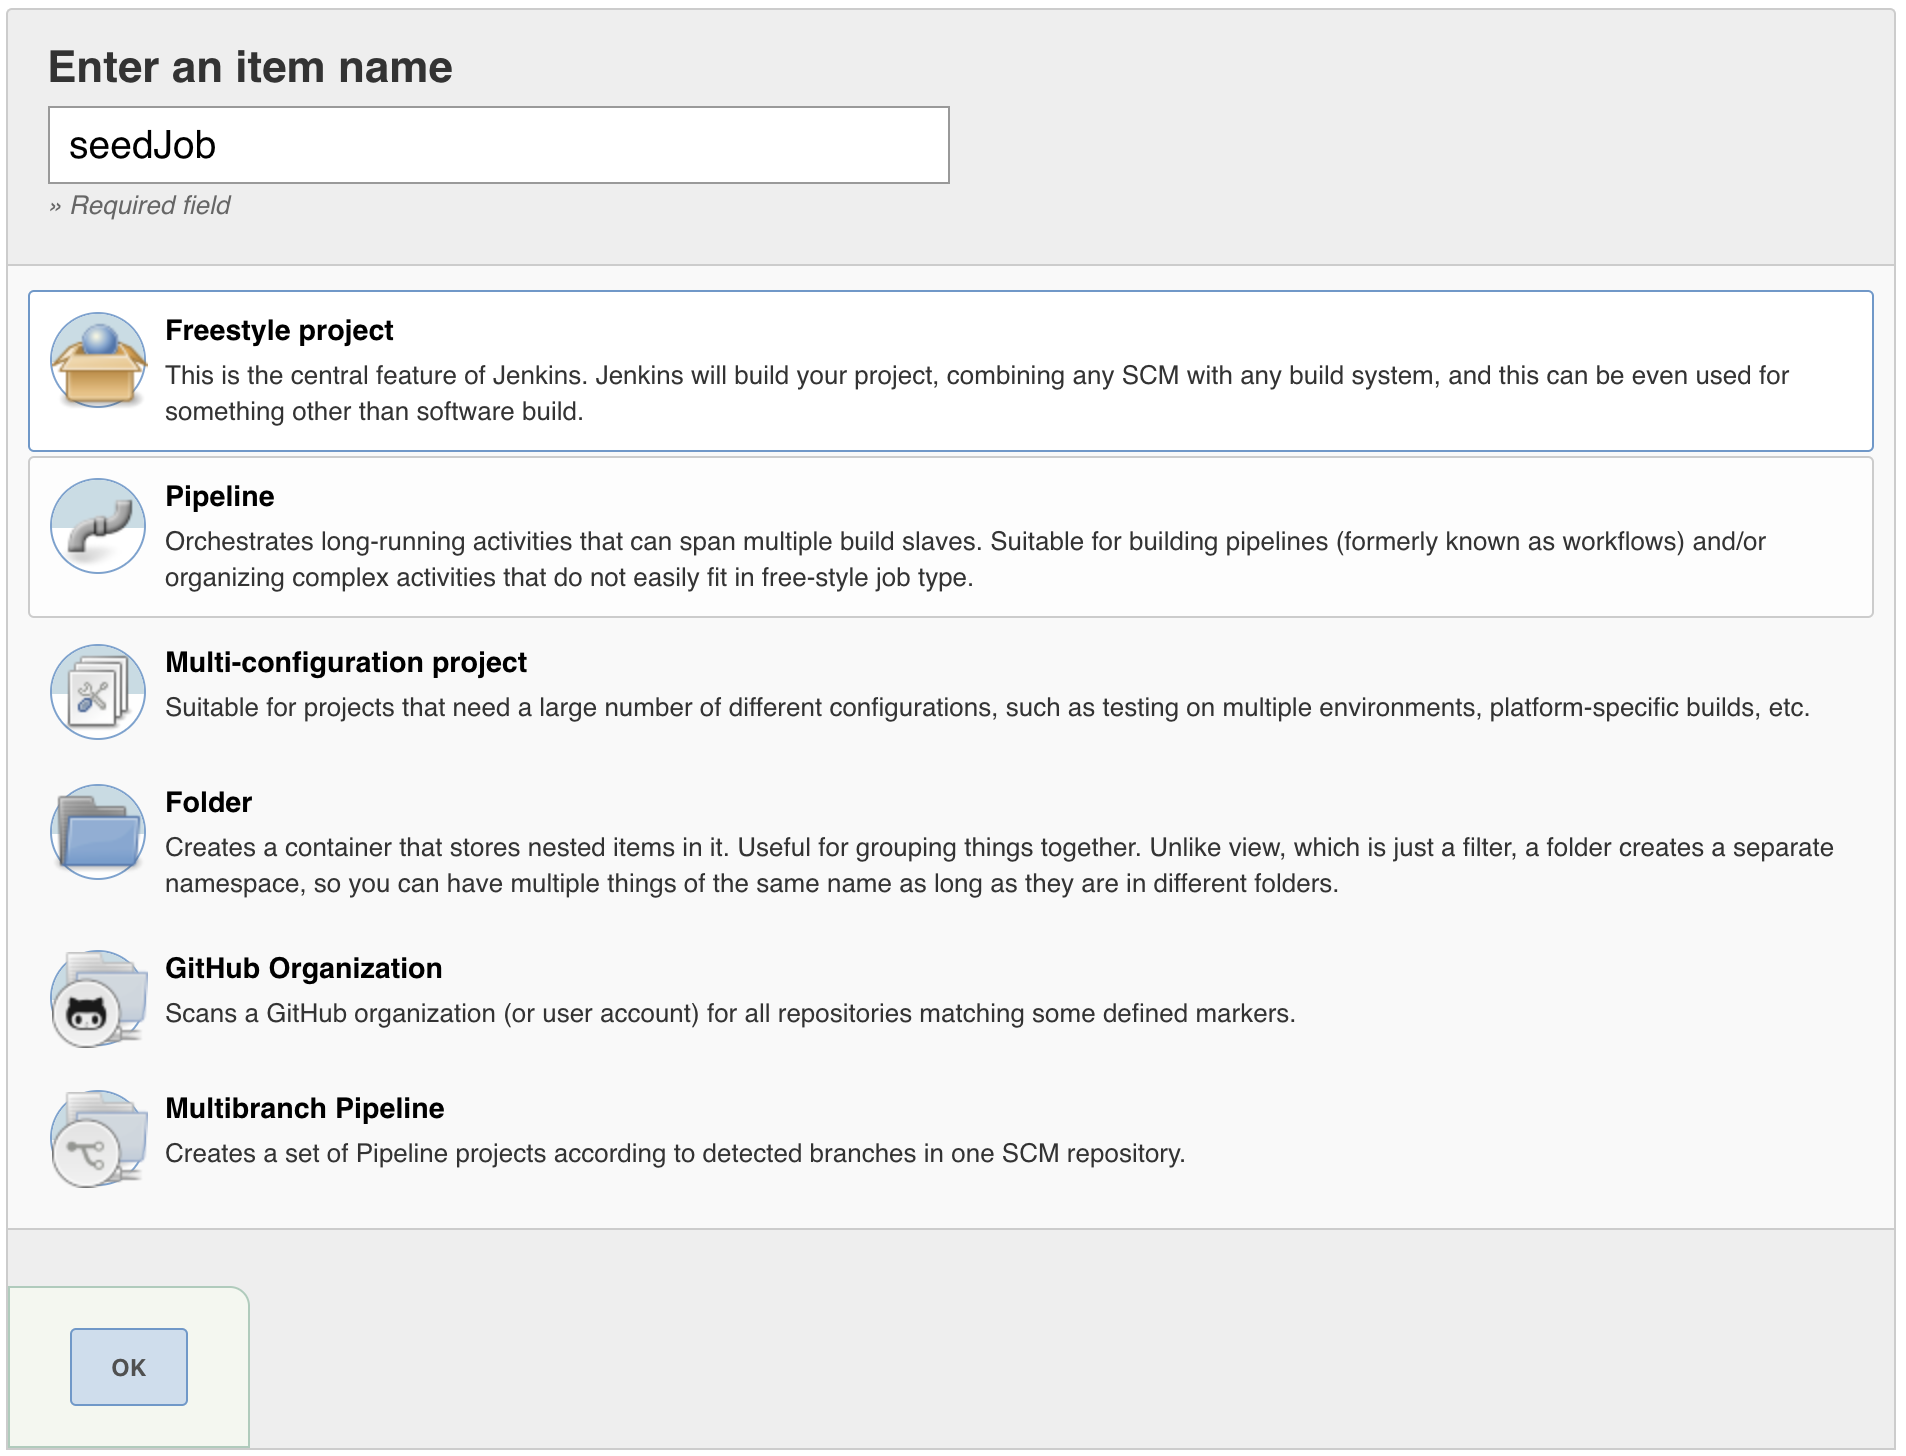 Enter an item name
seedJob
» Required field
Freestyle project
This is the central feature of Jenkins. Jenkins will build your project, combining any SCM with any build system, and this can be even used for
something other than software build.
Pipeline
Orchestrates long-running activities that can span multiple build slaves. Suitable for building pipelines (formerly known as workflows) and/or
organizing complex activities that do not easily fit in free-style job type.
Multi-configuration project
Suitable for projects that need a large number of different configurations, such as testing on multiple environments, platform-specific builds, etc.
Folder
Creates a container that stores nested items in it. Useful for grouping things together. Unlike view, which is just a filter, a folder creates a separate
namespace, so you can have multiple things of the same name as long as they are in different folders.
GitHub Organization
Scans a GitHub organization (or user account) for all repositories matching some defined markers.
Multibranch Pipeline
Creates a set of Pipeline projects according to detected branches in one SCM repository.
OK